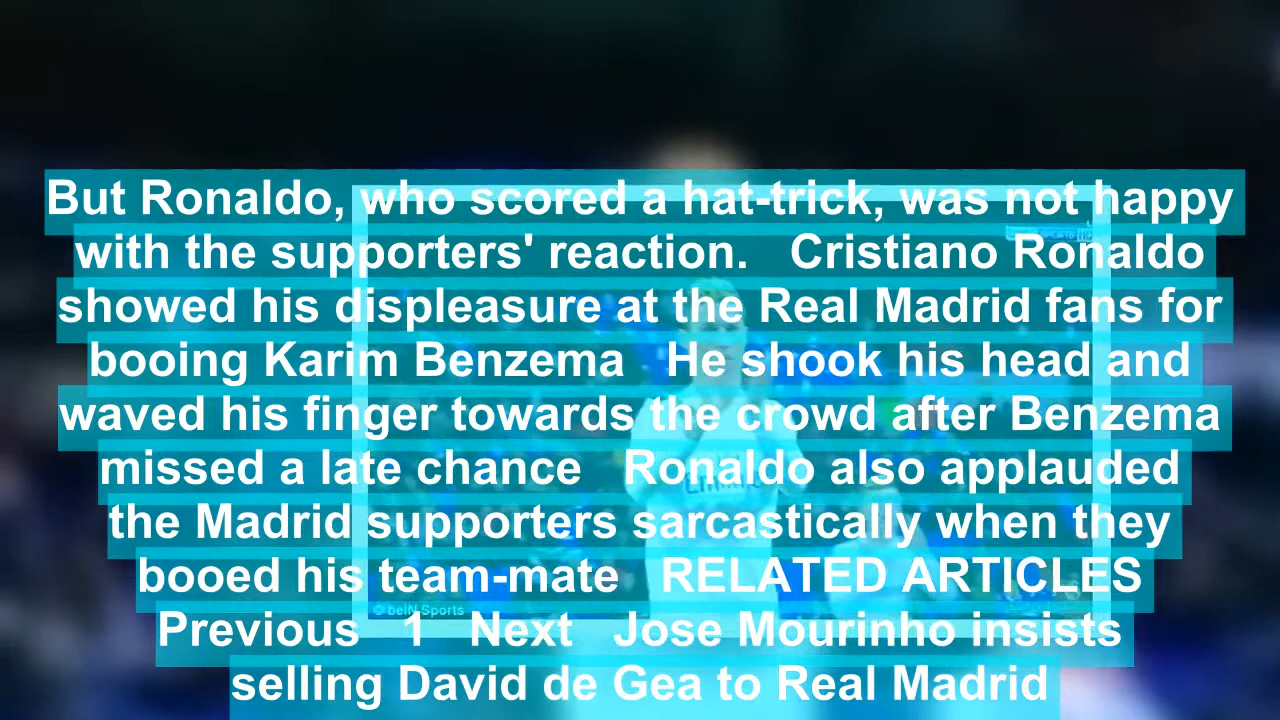 But Ronaldo, who scored a hat-trick, was not happy
with the supporters' reaction.   Cristiano Ronaldo
showed his displeasure at the Real Madrid fans for
booing Karim Benzema   He shook his head and
waved his finger towards the crowd after Benzema
missed a late chance   Ronaldo also applauded
the Madrid supporters sarcastically when they
booed his team-mate   RELATED ARTICLES
© beIN Sports
Previous   1   Next   Jose Mourinho insists
selling David de Gea to Real Madrid